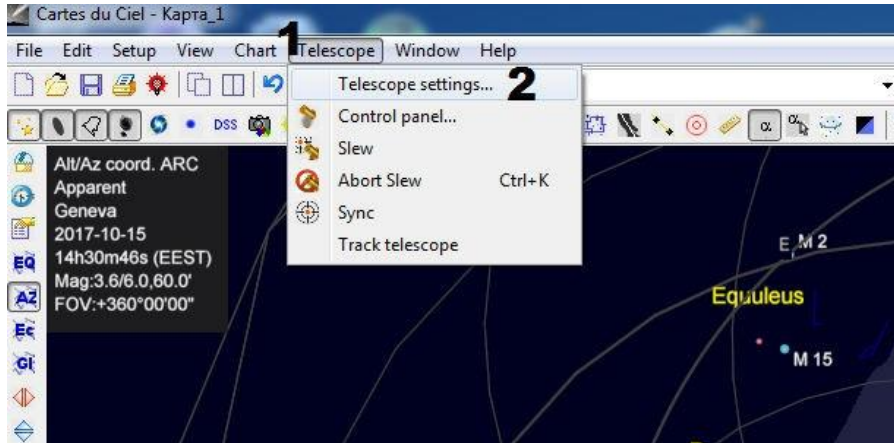 Cartes du Ciel - Карта_1
File Edit Setup View Chart Telescope Window Help
1
Telescope settings...
2
Control panel...
Slew
Abort Slew Ctrl+K
Sync
Track telescope
DSS
α
α
Alt/Az coord. ARC
Apparent
Geneva
2017-10-15
14h30m46s (EEST)
Mag:3.6/6.0,60.0'
FOV:+360°00'00"
EQ
AZ
Ec
Gl
E M 2
Equuleus
M 15